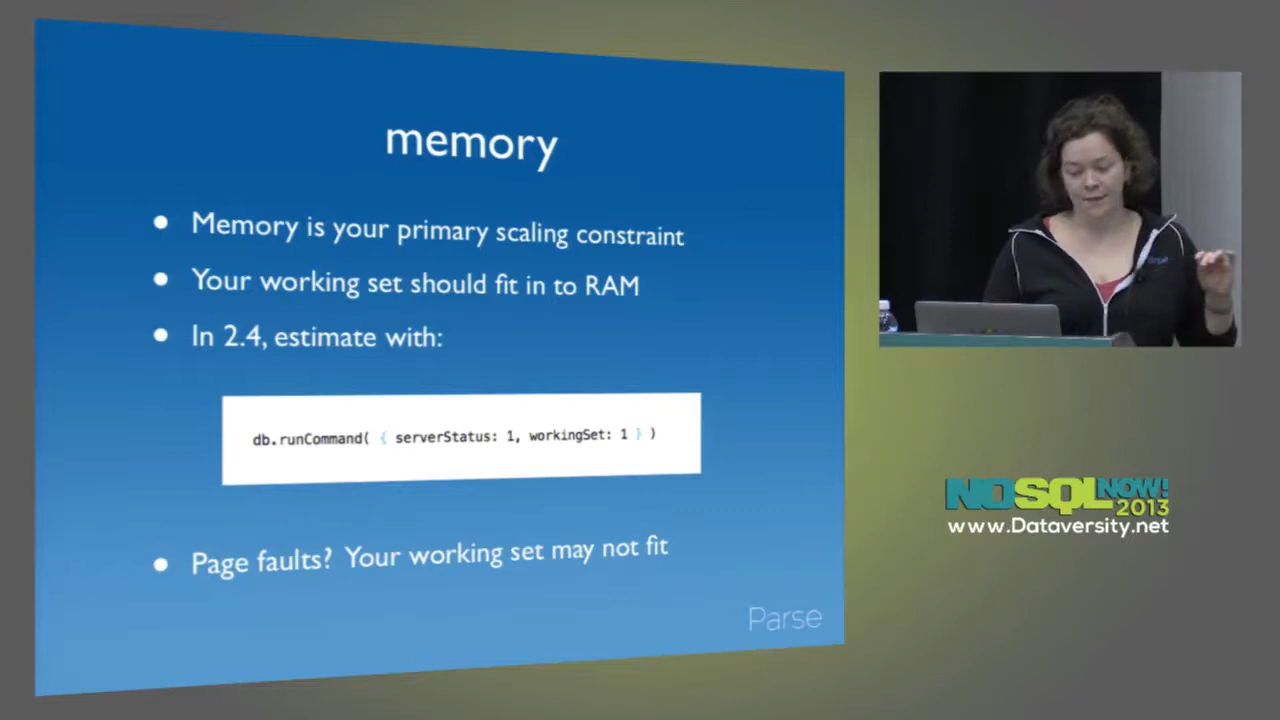 memory
Memory is your primary scaling constraint
Your working set should fit in to RAM
In 2.4, estimate with:
db.runCommand( { serverStatus: 1, workingSet: 1 } )
Page faults? Your working set may not fit
Parse
NOSQL NOW!
2013
www.Dataversity.net